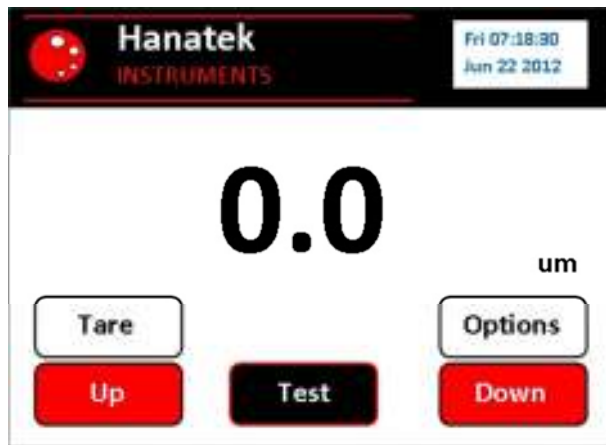 Hanatek
INSTRUMENTS
Fri 07:18:30
Jun 22 2012
0.0
um
Tare
Options
Up
Test
Down